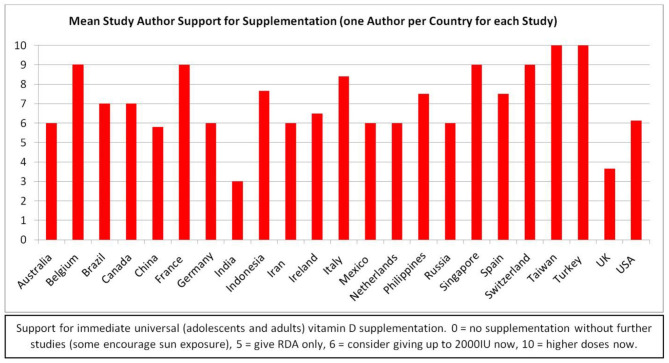 Mean Study Author Support for Supplementation (one Author per Country for each Study)
10
9
8
7
6
5
4
3
2
1
0
Australia
Belgium
Brazil
Canada
China
France
Germany
India
Indonesia
Iran
Ireland
Italy
Mexico
Netherlands
Philippines
Russia
Singapore
Spain
Switzerland
Taiwan
Turkey
UK
USA
Support for immediate universal (adolescents and adults) vitamin D supplementation. 0 = no supplementation without further
studies (some encourage sun exposure), 5 = give RDA only, 6 = consider giving up to 2000IU now, 10 = higher doses now.